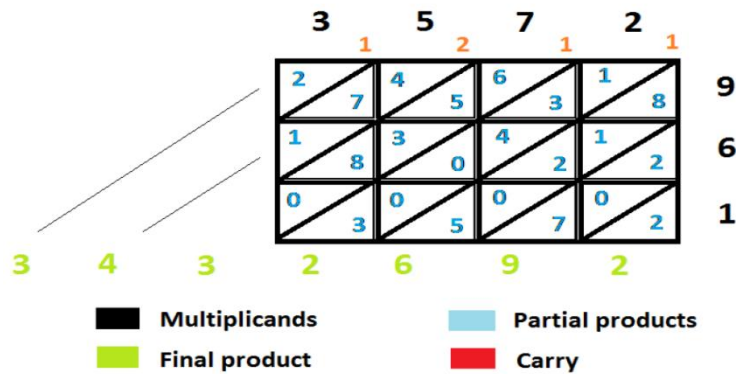 3 5 7 2
1 2 1 1
2 4 6 1
7 5 3 8 9
1 3 4 1
8 0 2 2 6
0 0 0 0
3 5 7 2 1
3 4 3 2 6 9 2
Multiplicands Partial products
Final product Carry